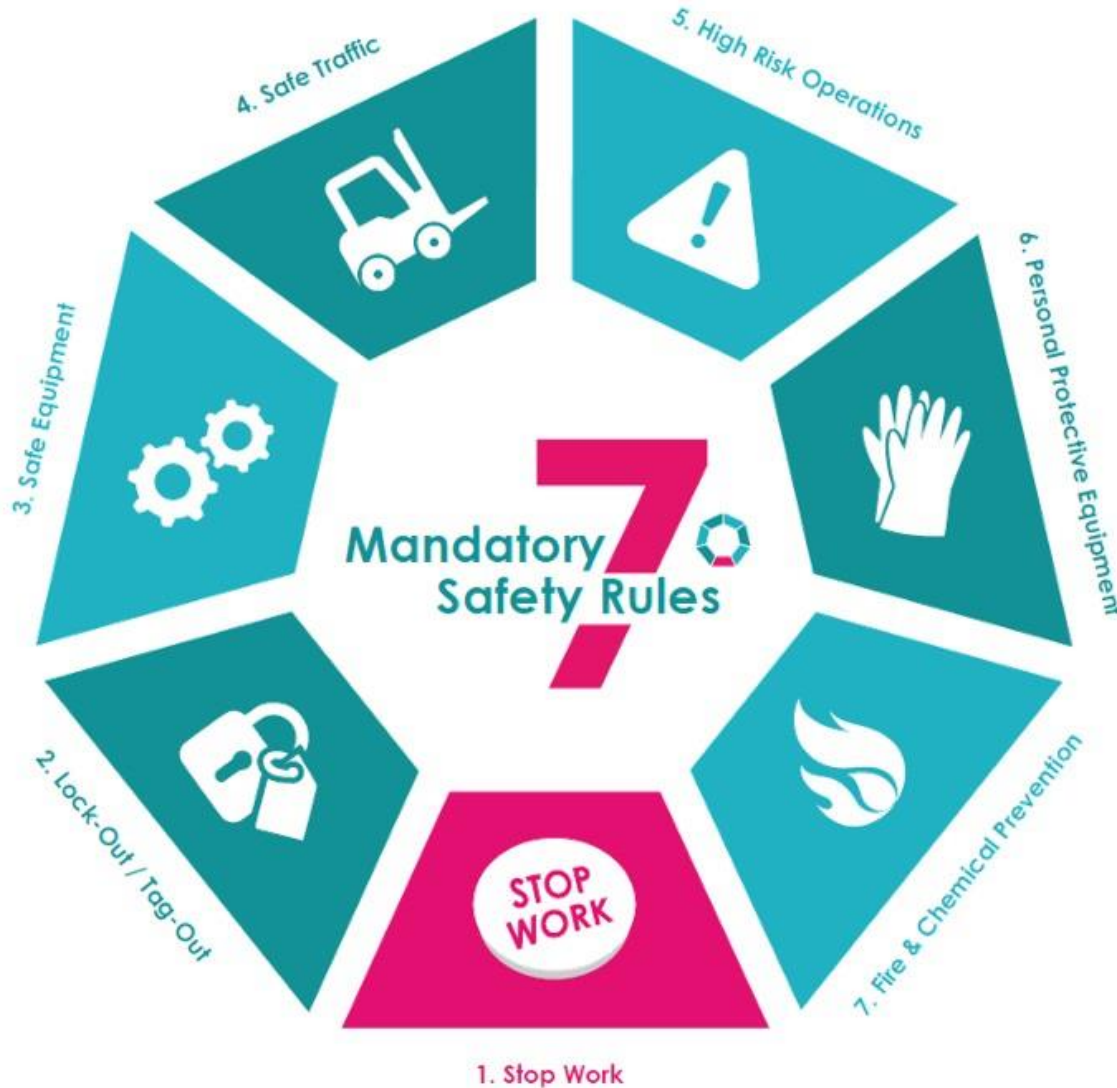 7
Mandatory
Safety Rules
STOP
WORK
1. Stop Work
2. Lock-Out / Tag-Out
3. Safe Equipment
4. Safe Traffic
5. High Risk Operations
6. Personal Protective Equipment
7. Fire & Chemical Prevention